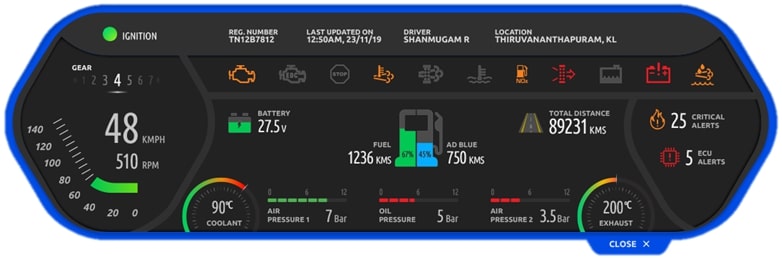 IGNITION
REG. NUMBER
TN12B7812
LAST UPDATED ON
12:50AM, 23/11/19
DRIVER
SHANMUGAM R
LOCATION
THIRUVANANTHAPURAM, KL
GEAR
1 2 3 4 5 6 7
STOP
NOx
48 KMPH
510 RPM
140
120
100
80
60
40
20
0
BATTERY
27.5 V
FUEL
1236 KMS
67%
45%
AD BLUE
750 KMS
TOTAL DISTANCE
89231 KMS
25 CRITICAL
ALERTS
5 ECU
ALERTS
90°C
COOLANT
0 6 12
AIR
PRESSURE 1
7 Bar
0 6 12
OIL
PRESSURE
5 Bar
0 6 12
AIR
PRESSURE 2
3.5 Bar
200°C
EXHAUST
CLOSE X